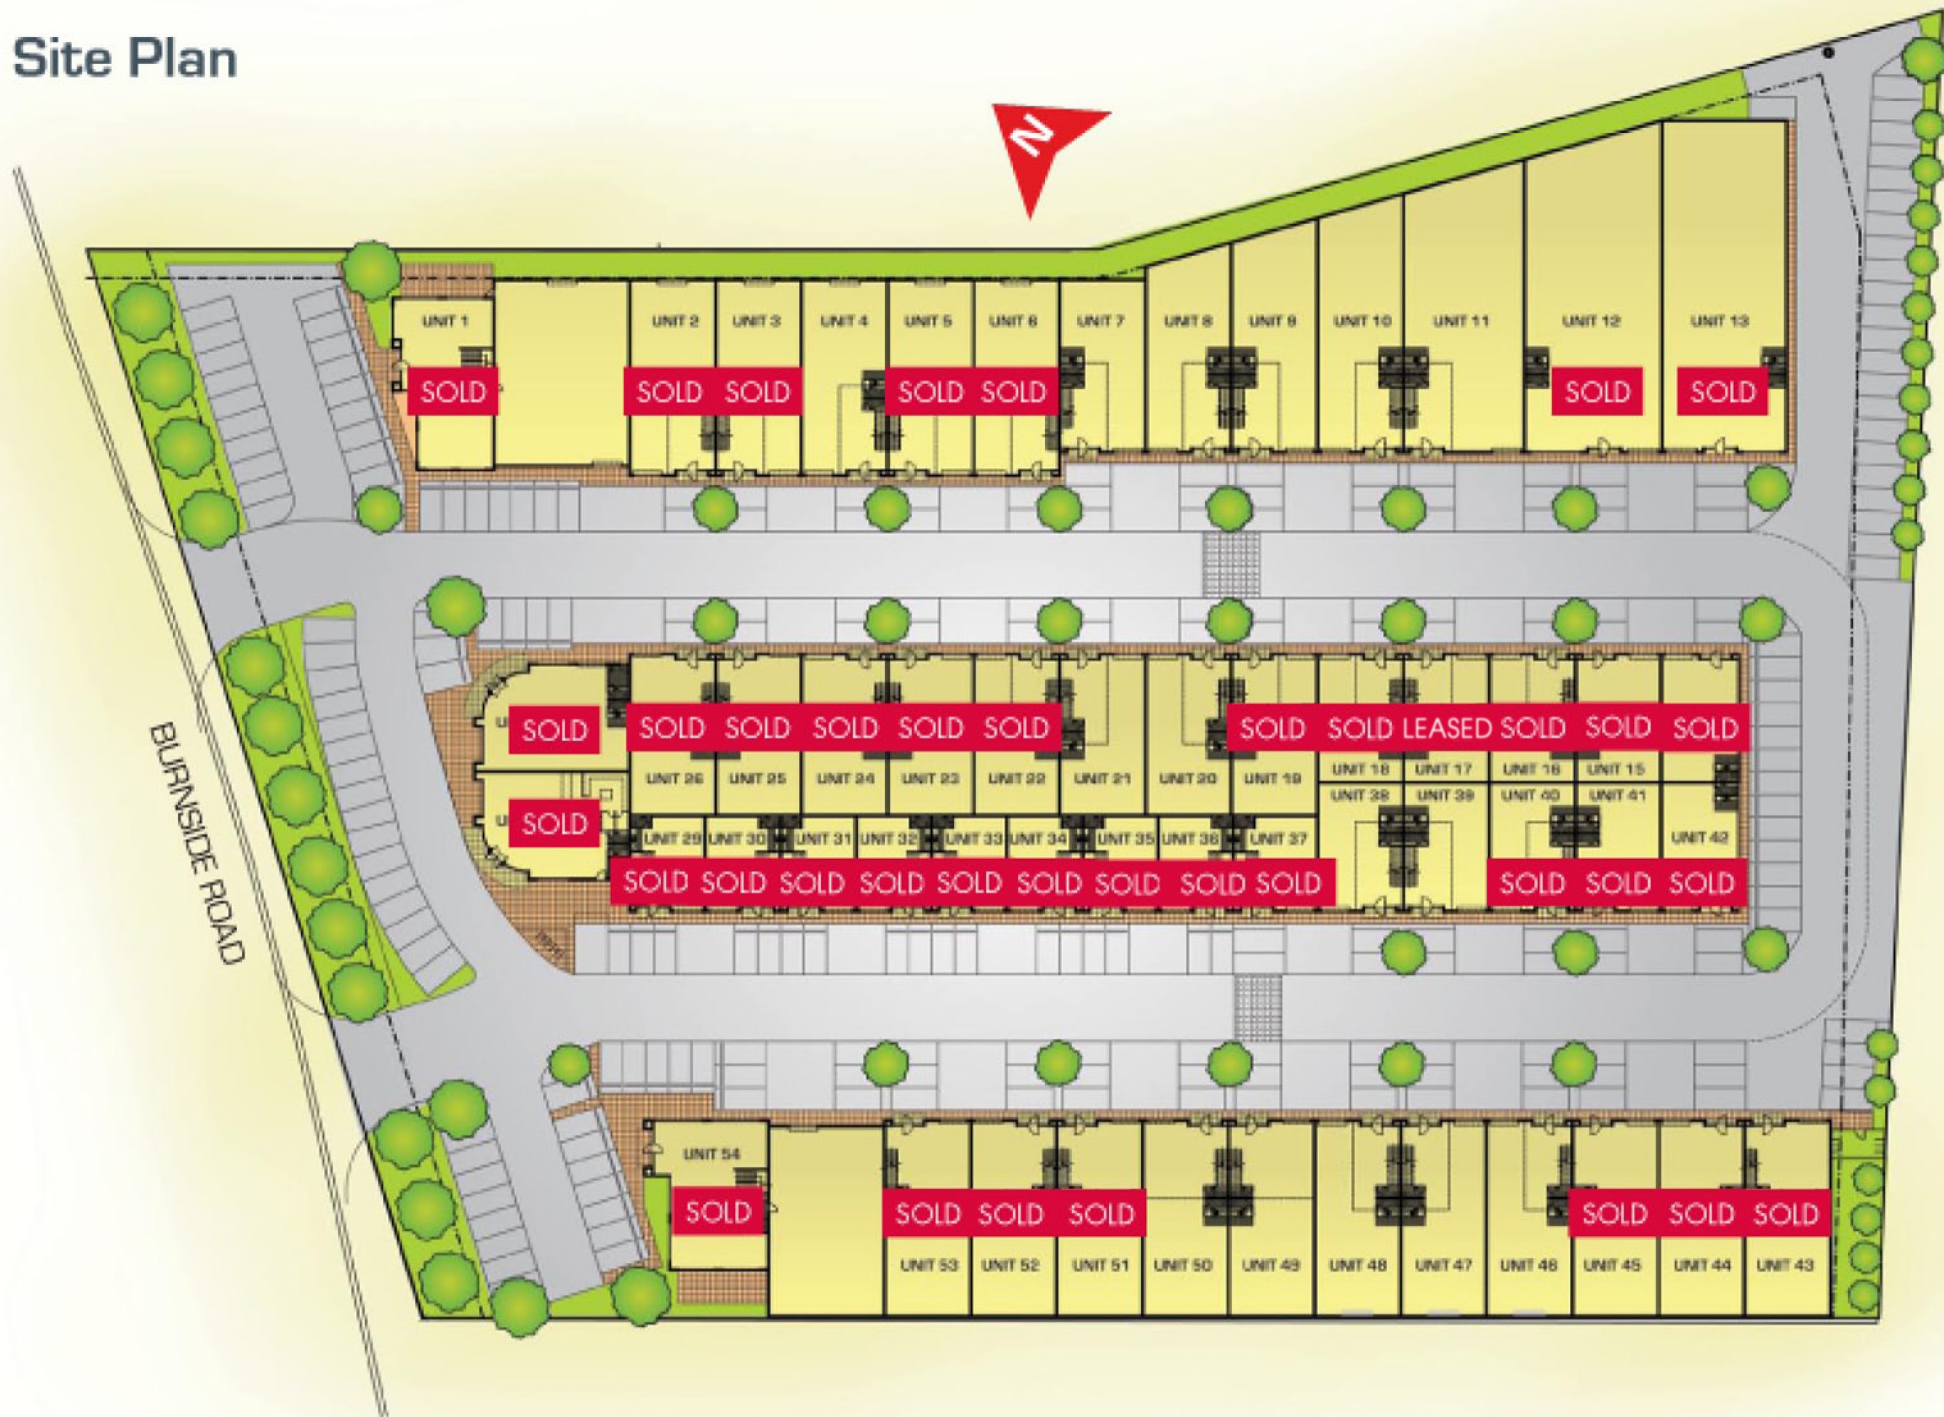 Site Plan
N
UNIT 1
UNIT 2
UNIT 3
UNIT 4
UNIT 5
UNIT 6
UNIT 7
UNIT 8
UNIT 9
UNIT 10
UNIT 11
UNIT 12
UNIT 13
SOLD
SOLD
SOLD
SOLD
SOLD
SOLD
SOLD
BURNSIDE ROAD
SOLD
SOLD
SOLD
SOLD
SOLD
SOLD
SOLD
SOLD
LEASED
SOLD
SOLD
SOLD
UNIT 26
UNIT 25
UNIT 24
UNIT 23
UNIT 22
UNIT 21
UNIT 20
UNIT 19
UNIT 18
UNIT 17
UNIT 16
UNIT 15
SOLD
UNIT 38
UNIT 39
UNIT 40
UNIT 41
UNIT 42
UNIT 29
UNIT 30
UNIT 31
UNIT 32
UNIT 33
UNIT 34
UNIT 35
UNIT 36
UNIT 37
SOLD
SOLD
SOLD
SOLD
SOLD
SOLD
SOLD
SOLD
SOLD
SOLD
SOLD
SOLD
UNIT 54
SOLD
SOLD
SOLD
SOLD
SOLD
SOLD
SOLD
UNIT 53
UNIT 52
UNIT 51
UNIT 50
UNIT 49
UNIT 48
UNIT 47
UNIT 46
UNIT 45
UNIT 44
UNIT 43